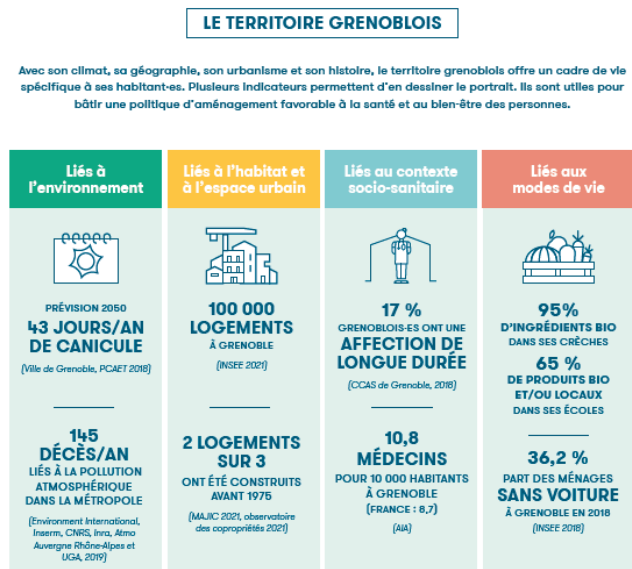 LE TERRITOIRE GRENOBLOIS
Avec son climat, sa géographie, son urbanisme et son histoire, le territoire grenoblois offre un cadre de vie
spécifique à ses habitant·es. Plusieurs indicateurs permettent d'en dessiner le portrait. Ils sont utiles pour
bâtir une politique d'aménagement favorable à la santé et au bien-être des personnes.
Liés à
l'environnement
PRÉVISION 2050
43 JOURS/AN
DE CANICULE
(Ville de Grenoble, PCAET 2018)
145
DÉCÈS/AN
LIÉS À LA POLLUTION
ATMOSPHÉRIQUE
DANS LA MÉTROPOLE
(Environment International,
Inserm, CNRS, Inra, Atmo
Auvergne Rhône-Alpes et
UGA, 2019)
Liés à l'habitat et
à l'espace urbain
100 000
LOGEMENTS
À GRENOBLE
(INSEE 2021)
2 LOGEMENTS
SUR 3
ONT ÉTÉ CONSTRUITS
AVANT 1975
(MAJIC 2021, observatoire
des copropriétés 2021)
Liés au contexte
socio-sanitaire
17 %
GRENOBLOIS·ES ONT UNE
AFFECTION DE
LONGUE DURÉE
(CCAS de Grenoble, 2018)
10,8
MÉDECINS
POUR 10 000 HABITANTS
À GRENOBLE
(FRANCE : 8,7)
(AIA)
Liés aux
modes de vie
95%
D'INGRÉDIENTS BIO
DANS SES CRÈCHES
65 %
DE PRODUITS BIO
ET/OU LOCAUX
DANS SES ÉCOLES
36,2 %
PART DES MÉNAGES
SANS VOITURE
À GRENOBLE EN 2018
(INSEE 2018)